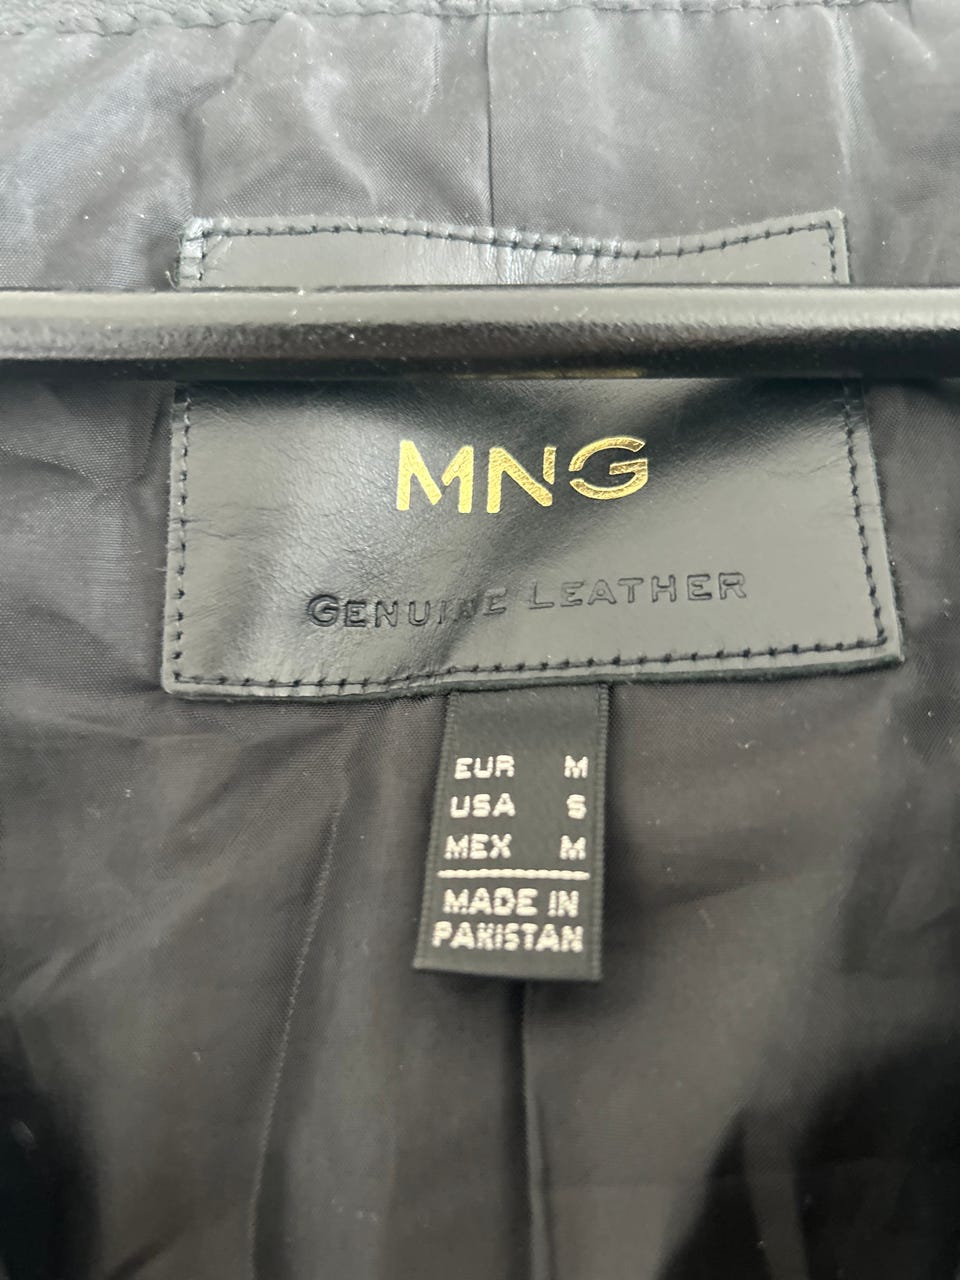 MNG
GENUINE LEATHER
EUR M
USA S
MEX M
MADE IN
PAKISTAN